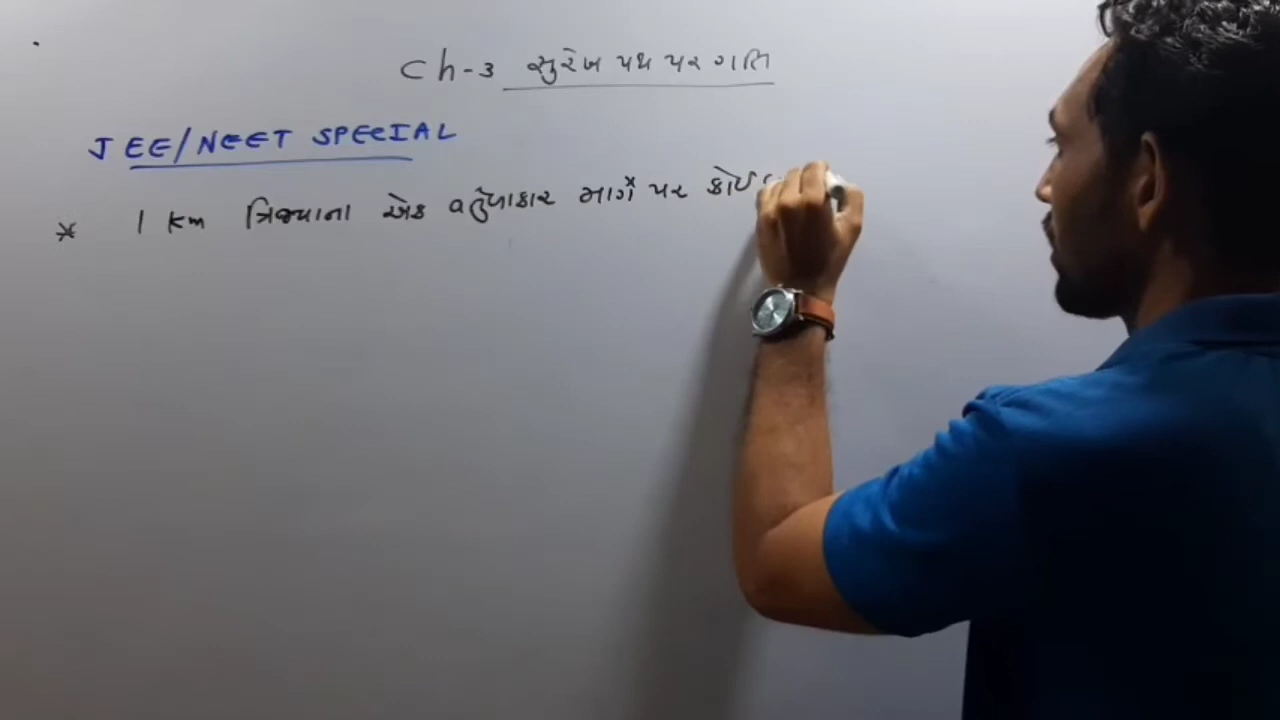 Ch-3 સુરેખ પથ પર ગતિ
JEE/NEET SPECIAL
* 1 km ત્રિજ્યાના એક વર્તુળાકાર માર્ગ પર કોઈ